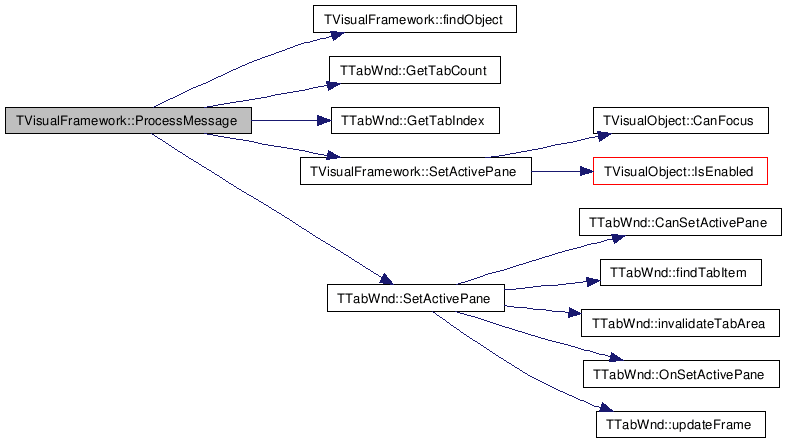 TVisualFramework::findObject
TTabWnd::GetTabCount
TVisualFramework::ProcessMessage
TTabWnd::GetTabIndex
TVisualObject::CanFocus
TVisualFramework::SetActivePane
TVisualObject::IsEnabled
TTabWnd::CanSetActivePane
TTabWnd::findTabItem
TTabWnd::SetActivePane
TTabWnd::invalidateTabArea
TTabWnd::OnSetActivePane
TTabWnd::updateFrame